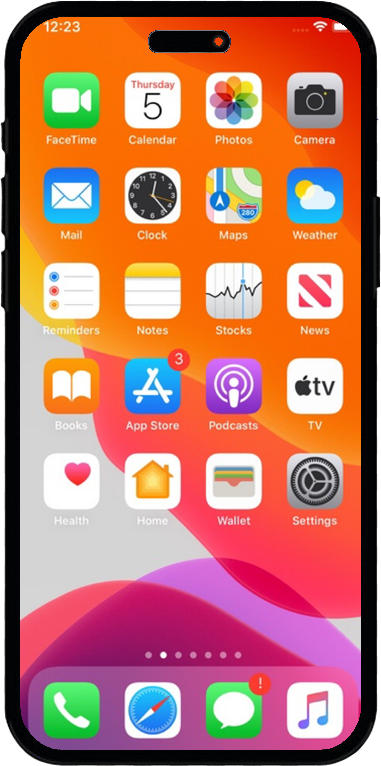 12:23
Thursday
5
FaceTime
Calendar
Photos
Camera
280
Mail
Clock
Maps
Weather
Reminders
Notes
Stocks
News
3
tv
Books
App Store
Podcasts
TV
Health
Home
Wallet
Settings
!